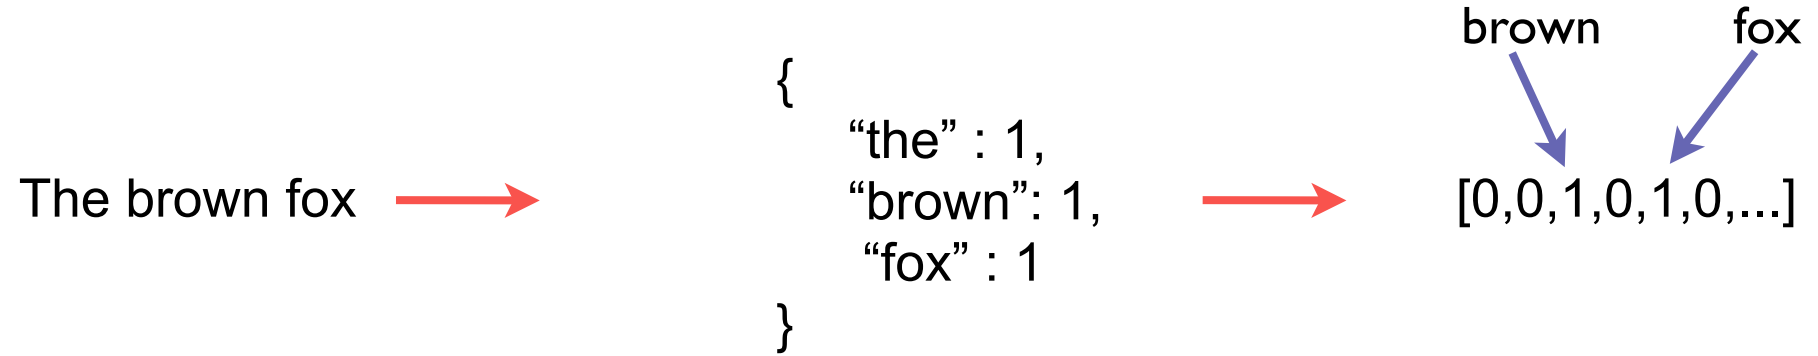 The brown fox
{
“the” : 1,
“brown”: 1,
“fox” : 1
}
brown fox
[0,0,1,0,1,0,...]